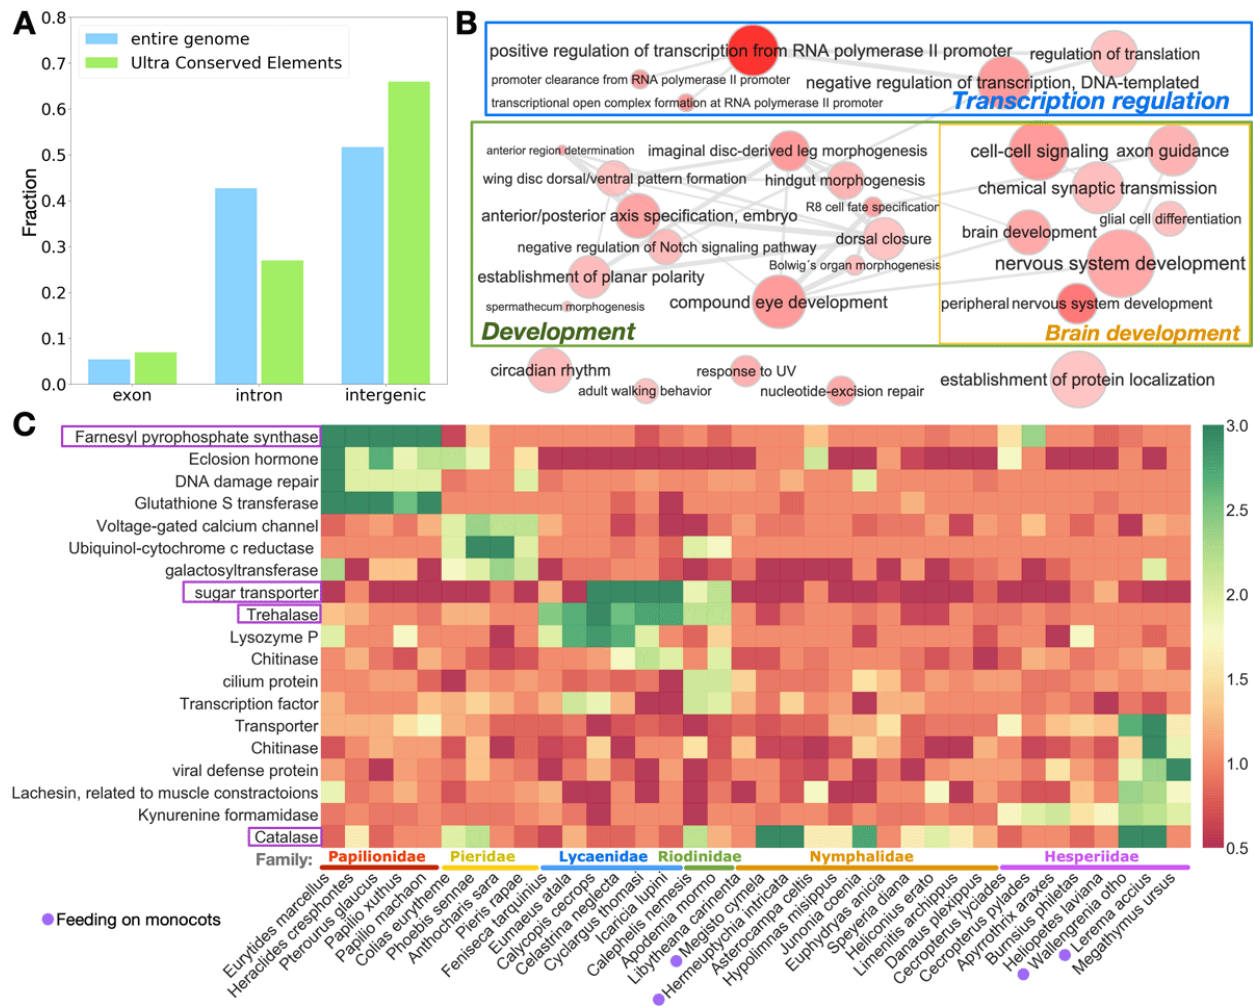 A
0.8
0.7
0.6
0.5
0.4
0.3
0.2
0.1
0.0
Fraction
entire genome
Ultra Conserved Elements
exon
intron
intergenic
B
positive regulation of transcription from RNA polymerase II promoter
regulation of translation
promoter clearance from RNA polymerase II promoter
negative regulation of transcription, DNA-templated
transcriptional open complex formation at RNA polymerase II promoter
Transcription regulation
anterior region determination
imaginal disc-derived leg morphogenesis
wing disc dorsal/ventral pattern formation
hindgut morphogenesis
R8 cell fate specification
anterior/posterior axis specification, embryo
negative regulation of Notch signaling pathway
dorsal closure
Bolwig´s organ morphogenesis
establishment of planar polarity
spermathecum morphogenesis
compound eye development
Development
cell-cell signaling
axon guidance
chemical synaptic transmission
glial cell differentiation
brain development
nervous system development
peripheral nervous system development
Brain development
circadian rhythm
response to UV
adult walking behavior
nucleotide-excision repair
establishment of protein localization
C
Farnesyl pyrophosphate synthase
Eclosion hormone
DNA damage repair
Glutathione S transferase
Voltage-gated calcium channel
Ubiquinol-cytochrome c reductase
galactosyltransferase
sugar transporter
Trehalase
Lysozyme P
Chitinase
cilium protein
Transcription factor
Transporter
Chitinase
viral defense protein
Lachesin, related to muscle constractoions
Kynurenine formamidase
Catalase
3.0
2.5
2.0
1.5
1.0
0.5
Family:
Papilionidae
Pieridae
Lycaenidae
Riodinidae
Nymphalidae
Hesperiidae
Eurytides marcellus
Heraclides cresphontes
Pterourus glaucus
Papilio xuthus
Papilio machaon
Colias eurytheme
Phoebis sennae
Anthocharis sara
Pieris rapae
Feniseca tarquinius
Eumaeus atala
Calycopis cecrops
Celastrina neglecta
Cyclargus thomasi
Icaricia lupini
Calephelis nemesis
Apodemia mormo
Libytheana carinenta
Megisto cymela
Hermeuptychia intricata
Asterocampa celtis
Hypolimnas misippus
Junonia coenia
Euphydryas anicia
Speyeria diana
Heliconius erato
Limenitis archippus
Danaus plexippus
Cecropterus lyciades
Cecropterus pylades
Apyrrothrix araxes
Burnsius philetas
Heliopetes laviana
Wallengrenia otho
Lerema accius
Megathymus ursus
Feeding on monocots